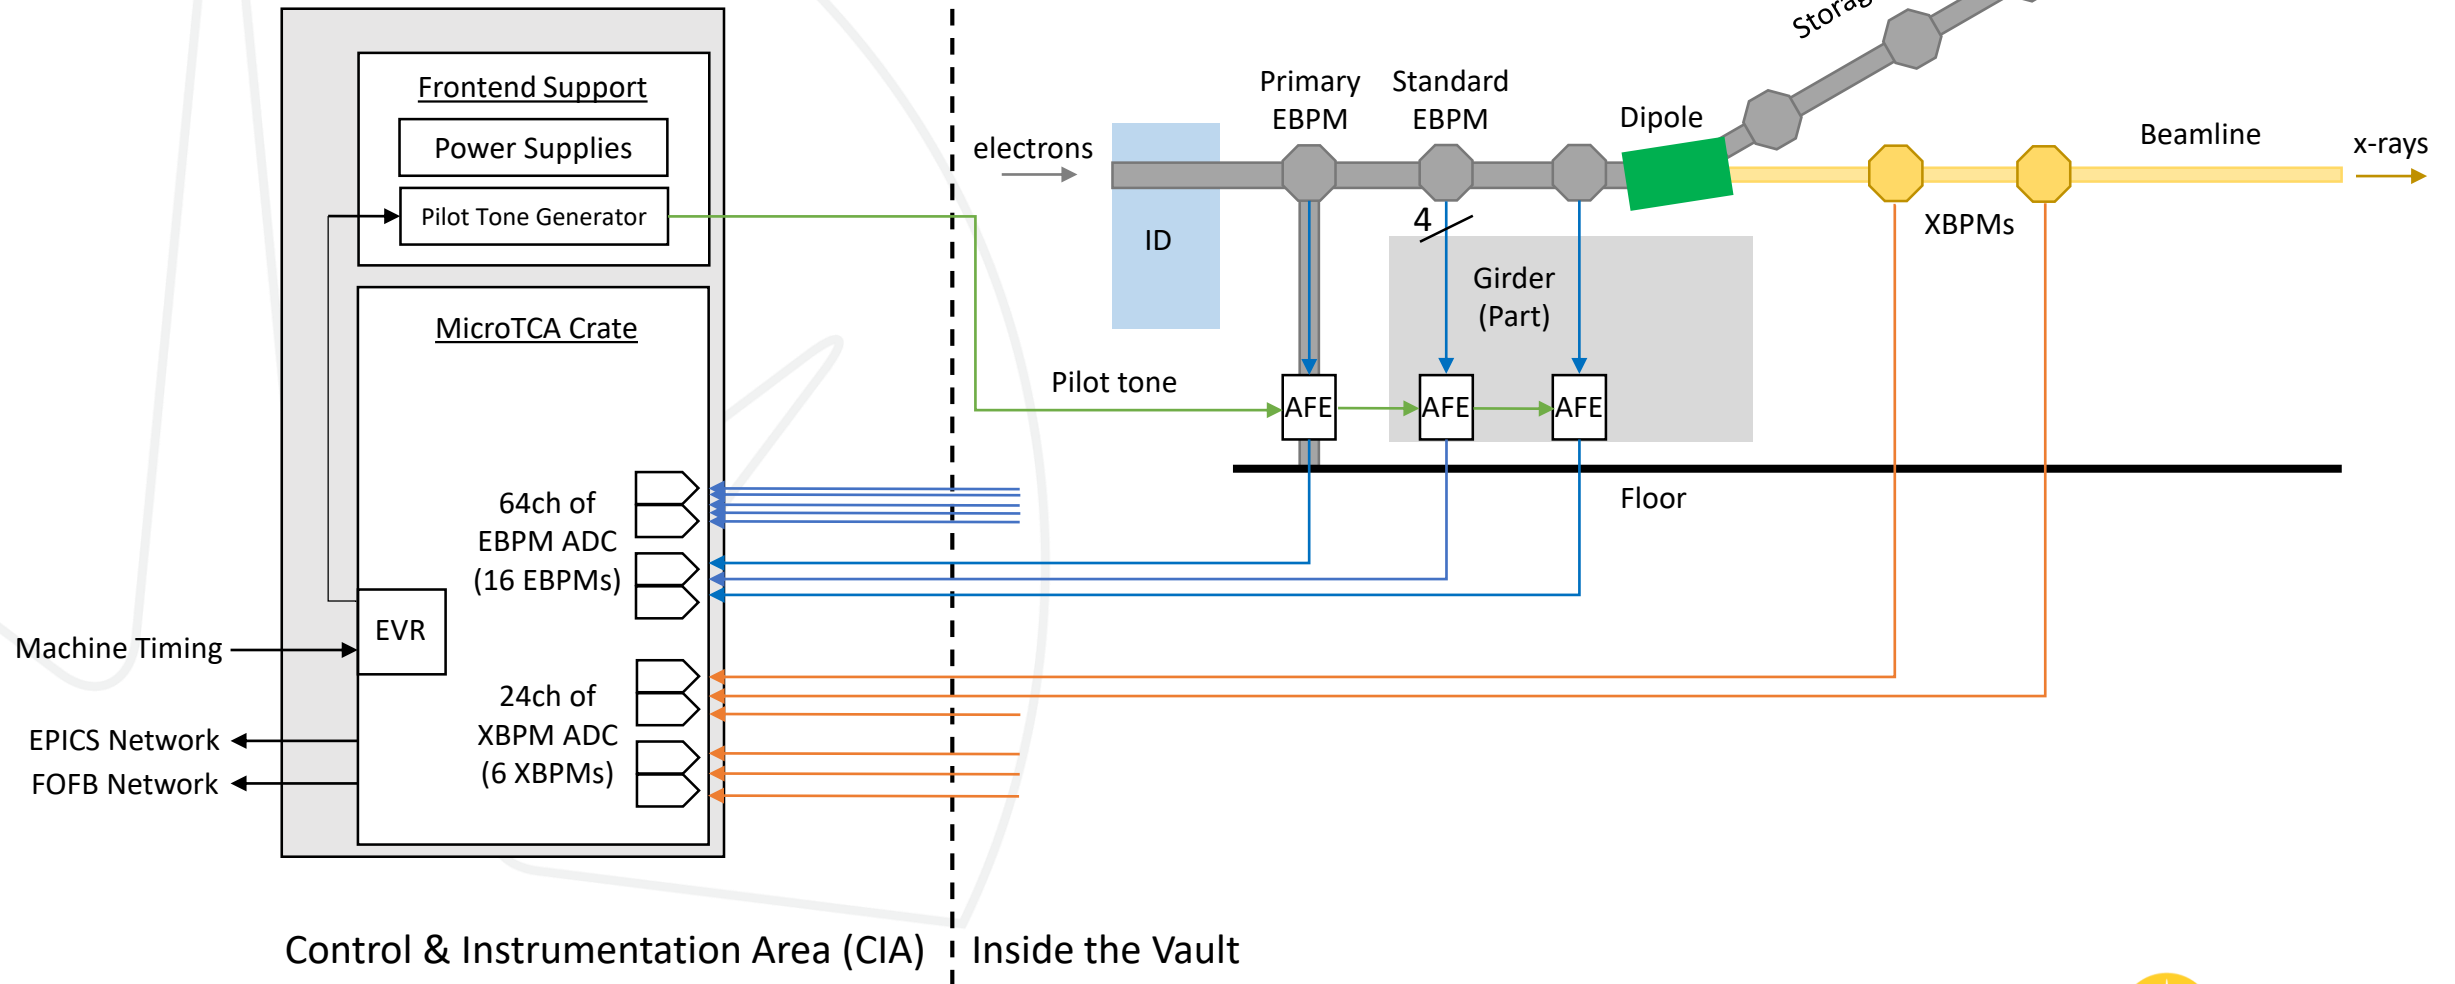 Frontend Support
Power Supplies
Pilot Tone Generator
MicroTCA Crate
64ch of
EBPM ADC
(16 EBPMs)
EVR
24ch of
XBPM ADC
(6 XBPMs)
Machine Timing
EPICS Network
FOFB Network
Control & Instrumentation Area (CIA)
Inside the Vault
electrons
ID
Primary
EBPM
Standard
EBPM
4
Dipole
Beamline
x-rays
XBPMs
Girder
(Part)
Pilot tone
AFE
AFE
AFE
Floor